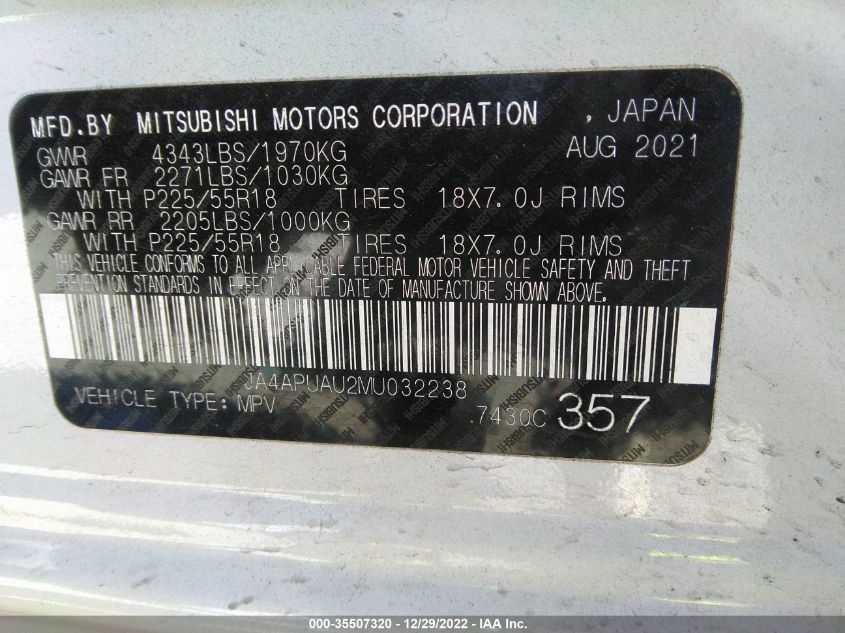 MFD.BY MITSUBISHI MOTORS CORPORATION , JAPAN
GVWR 4343LBS/1970KG AUG 2021
GAWR FR 2271LBS/1030KG
WITH P225/55R18 TIRES 18X7.0J RIMS
GAWR RR 2205LBS/1000KG
WITH P225/55R18 TIRES 18X7.0J RIMS
THIS VEHICLE CONFORMS TO ALL APPLICABLE FEDERAL MOTOR VEHICLE SAFETY AND THEFT
PREVENTION STANDARDS IN EFFECT ON THE DATE OF MANUFACTURE SHOWN ABOVE.
JA4APUAU2MU032238
VEHICLE TYPE: MPV .7430C 357
000-35507320 - 12/29/2022 - IAA Inc.